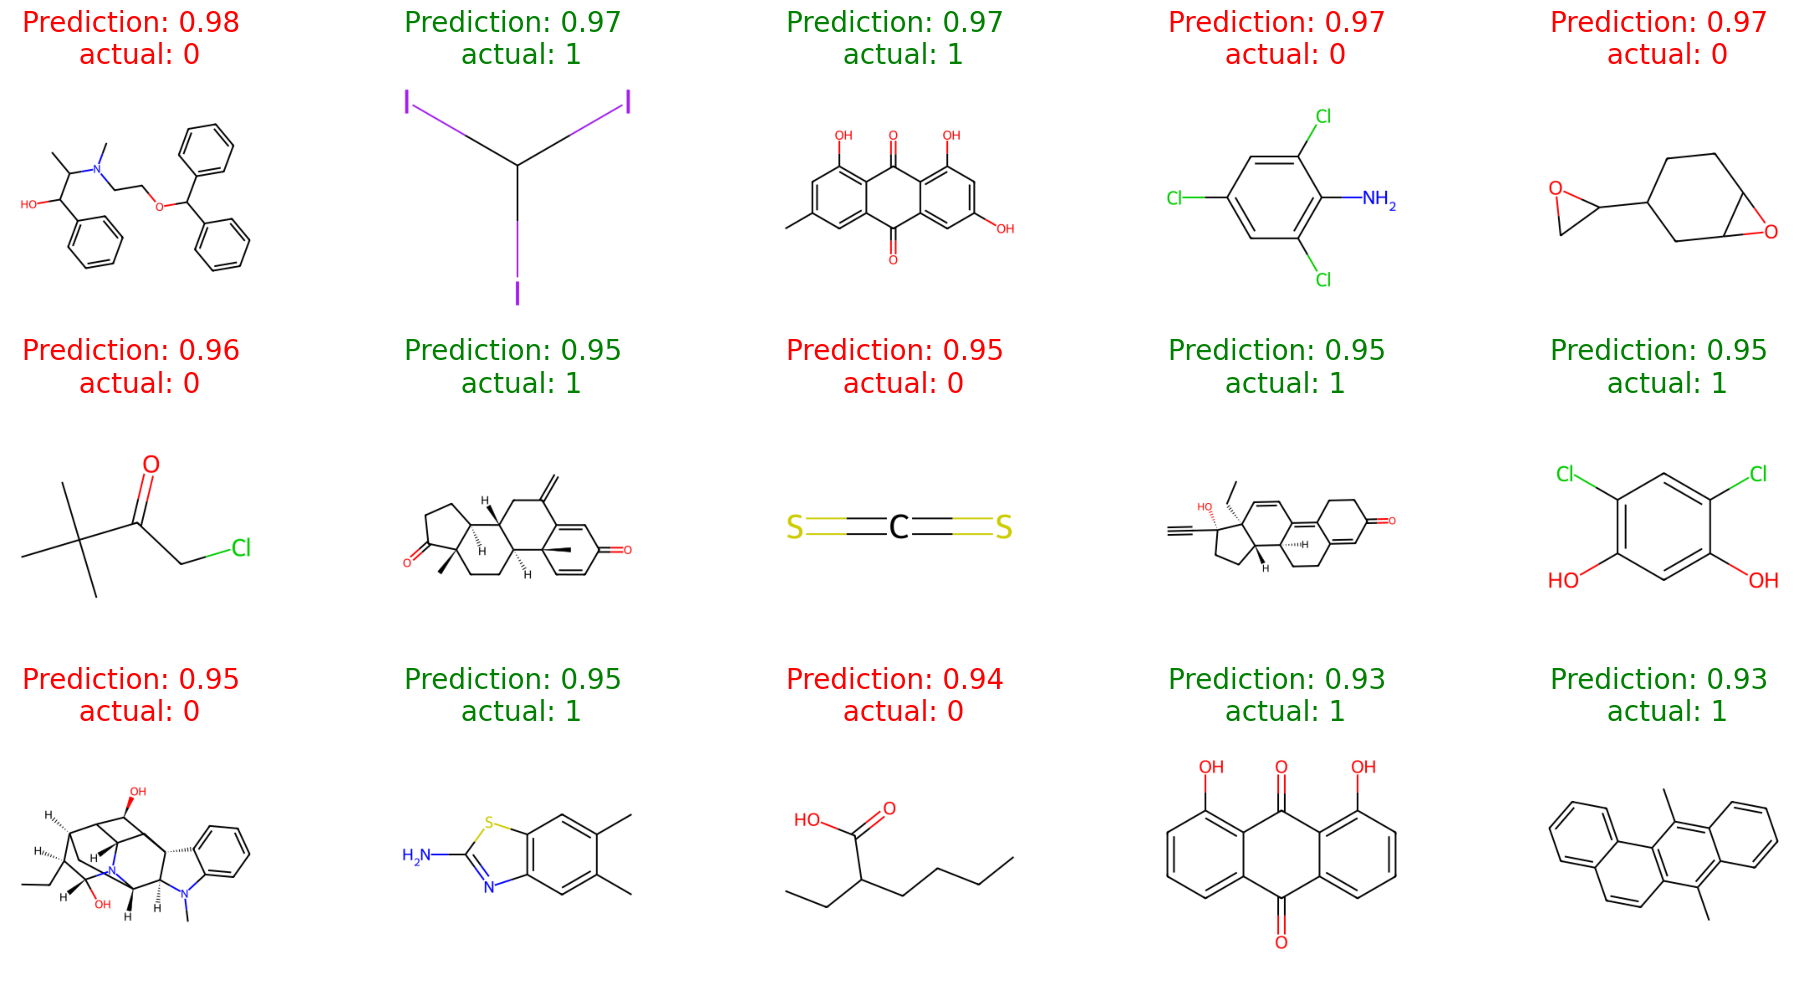 Prediction: 0.98
actual: 0
Prediction: 0.97
actual: 1
Prediction: 0.97
actual: 1
Prediction: 0.97
actual: 0
Prediction: 0.97
actual: 0
N
HO
O
I
I
I
OH
O
OH
OH
O
Cl
Cl
NH2
Cl
O
O
Prediction: 0.96
actual: 0
Prediction: 0.95
actual: 1
Prediction: 0.95
actual: 0
Prediction: 0.95
actual: 1
Prediction: 0.95
actual: 1
O
Cl
H
H
H
O
O
S
C
S
HO
H
H
O
Cl
Cl
HO
OH
Prediction: 0.95
actual: 0
Prediction: 0.95
actual: 1
Prediction: 0.94
actual: 0
Prediction: 0.93
actual: 1
Prediction: 0.93
actual: 1
OH
H
H
H
N
H
OH
H
H
N
S
H2N
N
HO
O
OH
O
OH
O